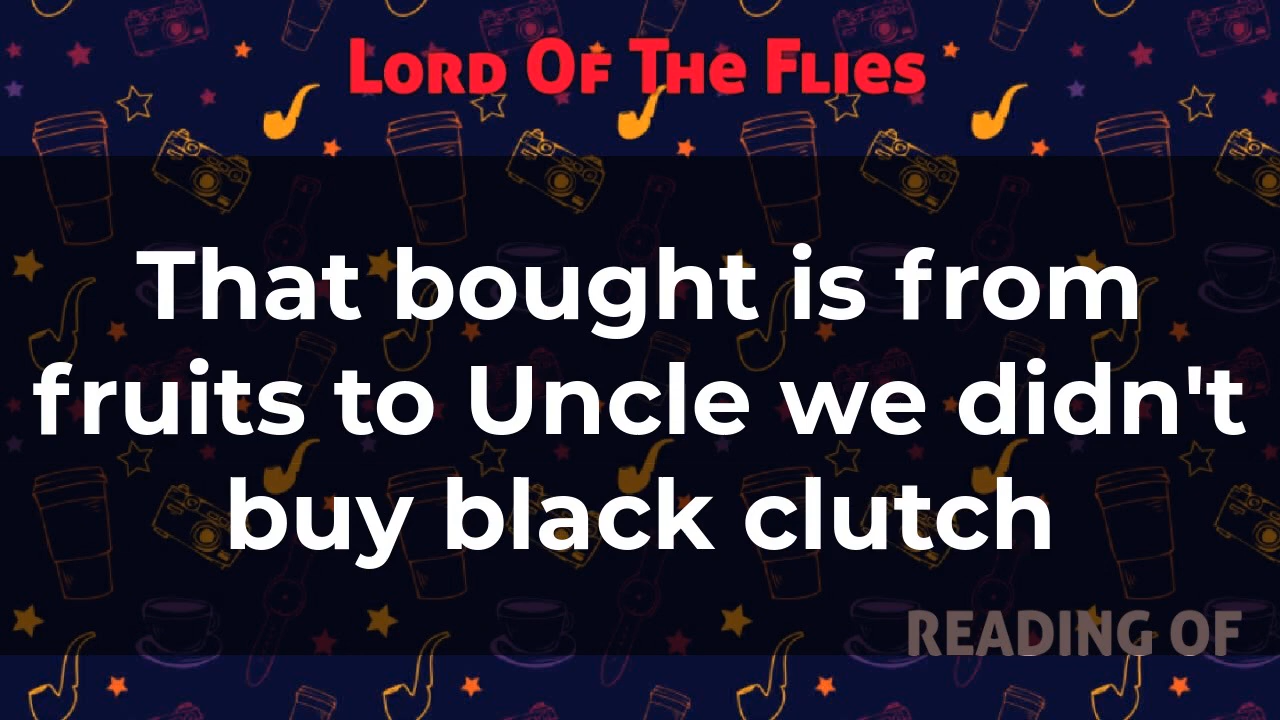 Lord Of The Flies
That bought is from
fruits to Uncle we didn't
buy black clutch
READING OF